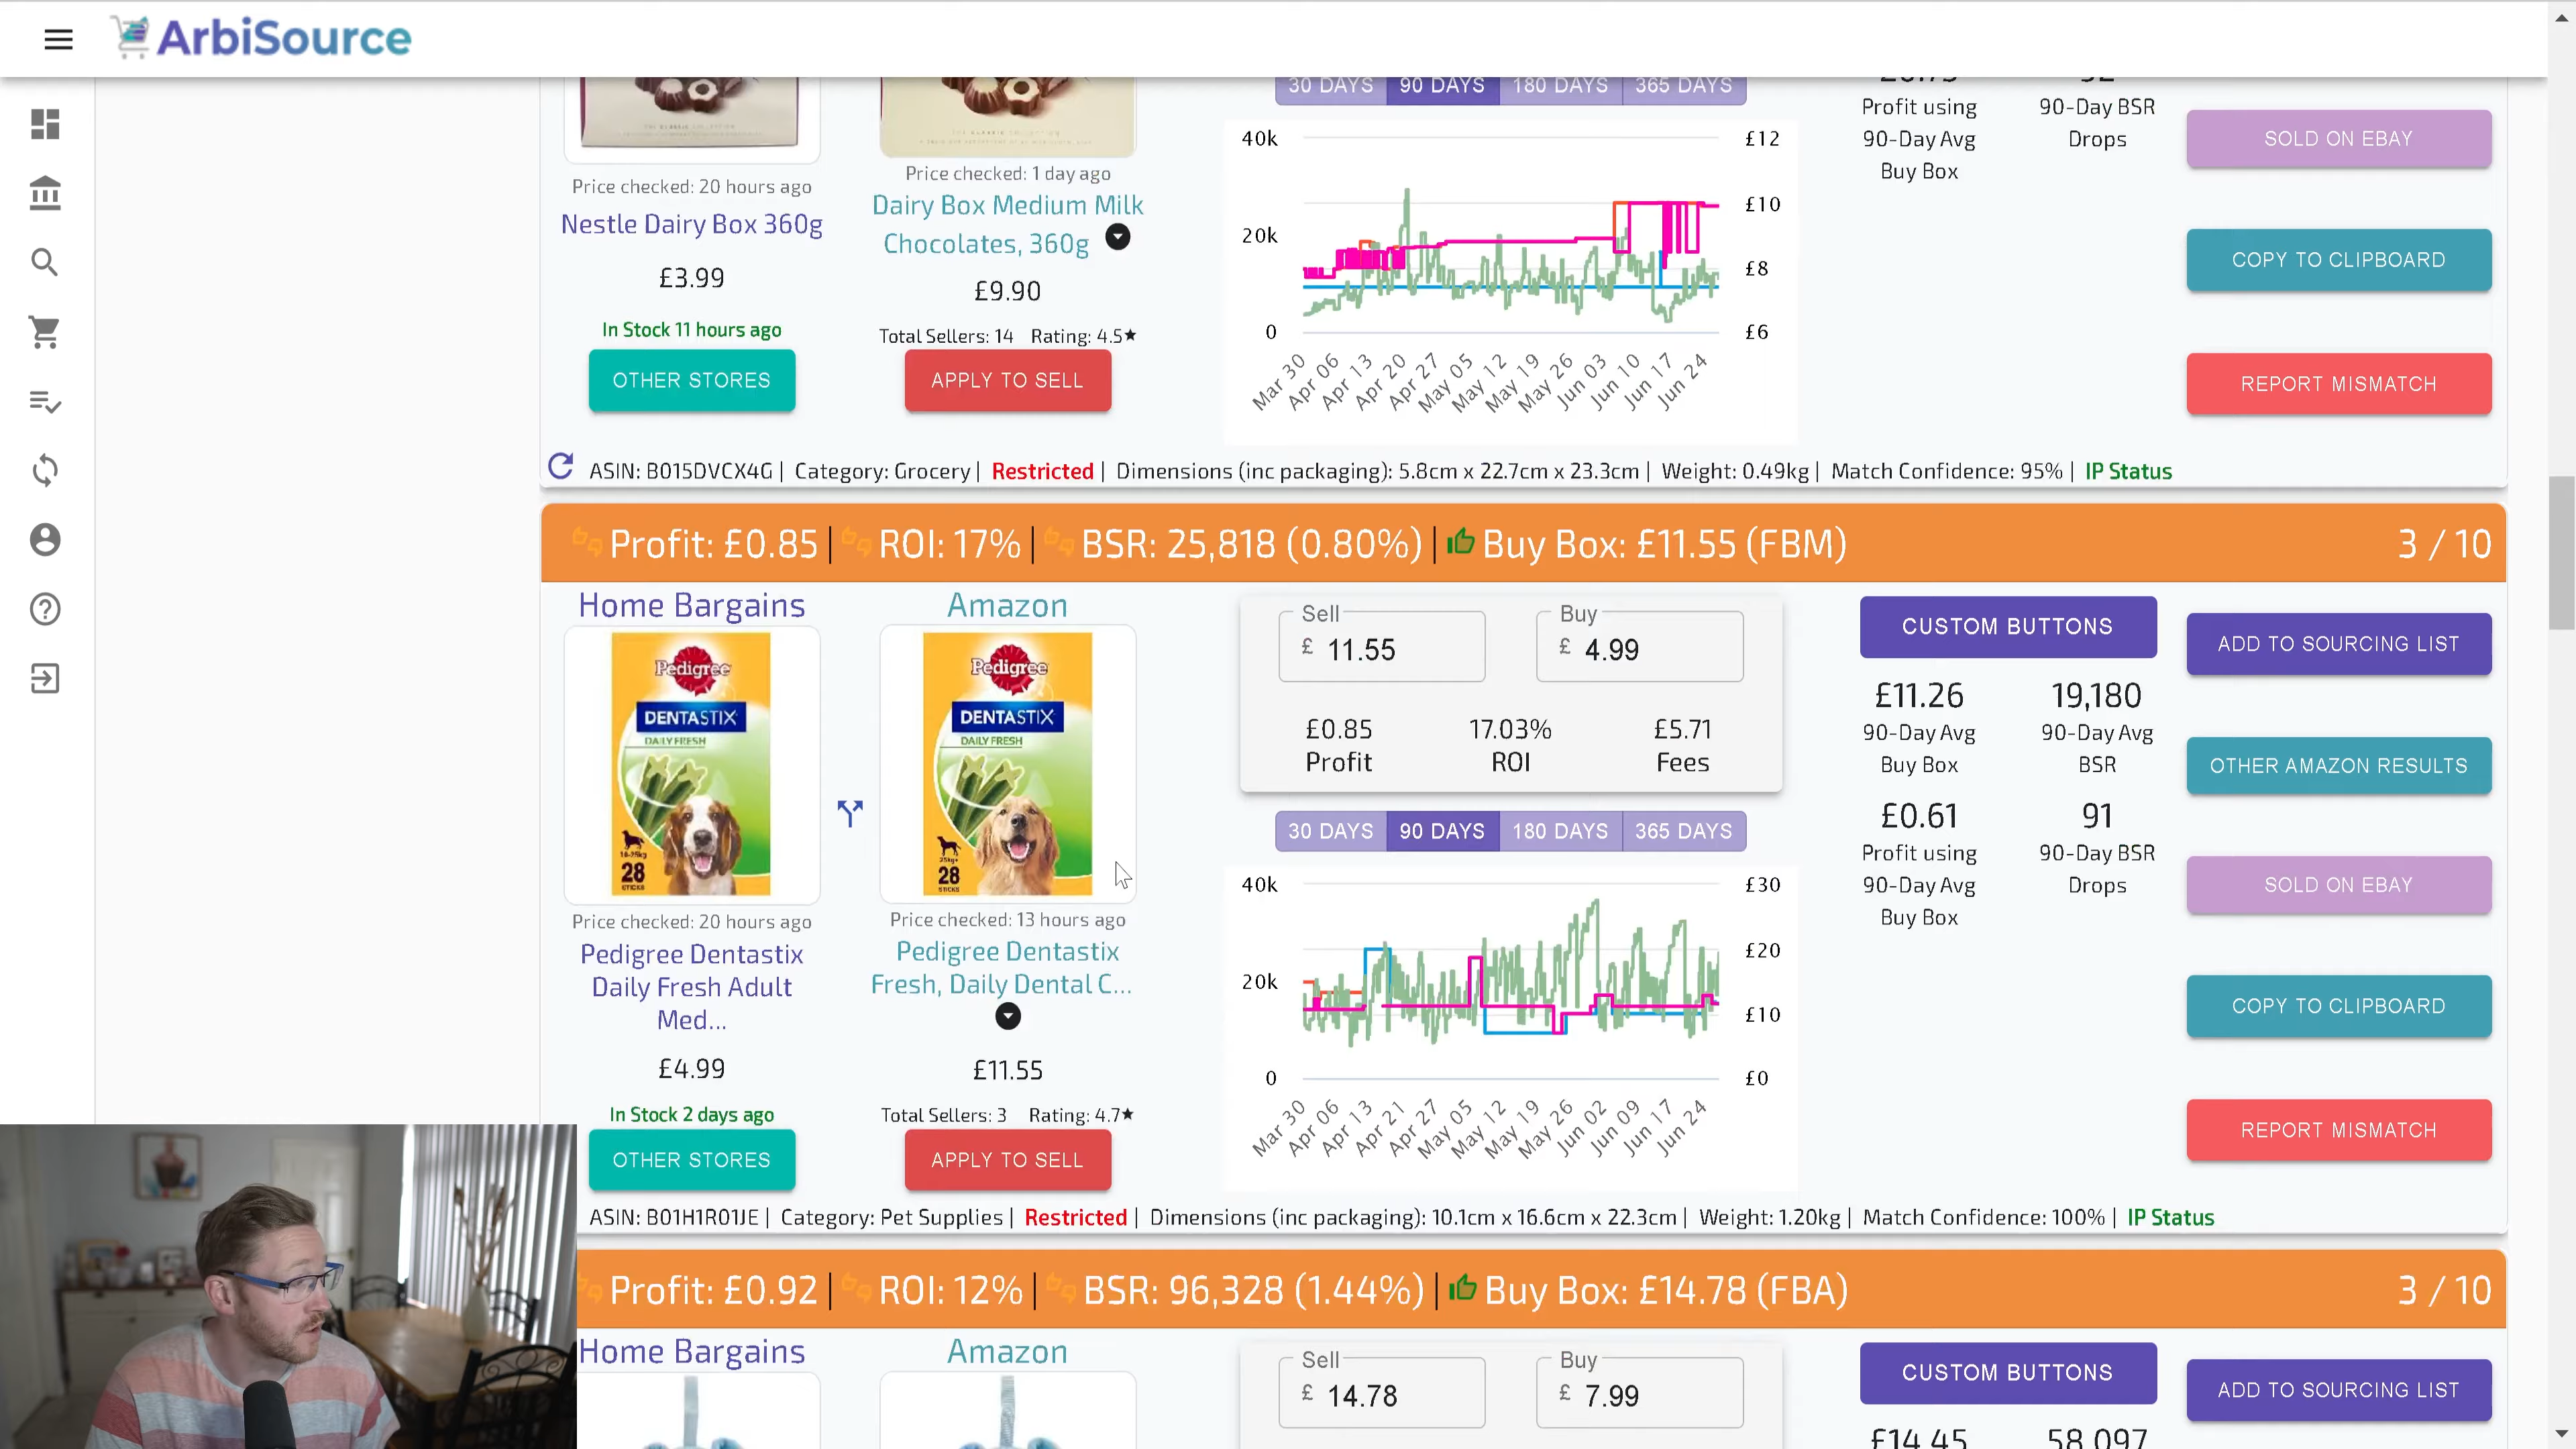 ArbiSource
30 DAYS 90 DAYS 180 DAYS 365 DAYS
Profit using
90-Day Avg
Buy Box
90-Day BSR
Drops
SOLD ON EBAY
Price checked: 20 hours ago
Nestle Dairy Box 360g
£3.99
In Stock 11 hours ago
OTHER STORES
Price checked: 1 day ago
Dairy Box Medium Milk
Chocolates, 360g
£9.90
Total Sellers: 14 Rating: 4.5★
APPLY TO SELL
40k
20k
0
£12
£10
£8
£6
Mar 30 Apr 06 Apr 13 Apr 20 Apr 27 May 05 May 12 May 19 May 26 Jun 03 Jun 10 Jun 17 Jun 24
COPY TO CLIPBOARD
REPORT MISMATCH
ASIN: B015DVCX4G | Category: Grocery | Restricted | Dimensions (inc packaging): 5.8cm x 22.7cm x 23.3cm | Weight: 0.49kg | Match Confidence: 95% | IP Status
Profit: £0.85 | ROI: 17% | BSR: 25,818 (0.80%) | Buy Box: £11.55 (FBM) 3 / 10
Home Bargains
Pedigree
DENTASTIX
DAILY FRESH
28
STICKS
Price checked: 20 hours ago
Pedigree Dentastix
Daily Fresh Adult
Med...
£4.99
In Stock 2 days ago
OTHER STORES
Amazon
Pedigree
DENTASTIX
DAILY FRESH
28
STICKS
Price checked: 13 hours ago
Pedigree Dentastix
Fresh, Daily Dental C...
£11.55
Total Sellers: 3 Rating: 4.7★
APPLY TO SELL
Sell
£ 11.55
Buy
£ 4.99
£0.85 17.03% £5.71
Profit ROI Fees
30 DAYS 90 DAYS 180 DAYS 365 DAYS
40k
20k
0
£30
£20
£10
£0
Mar 30 Apr 06 Apr 13 Apr 21 Apr 27 May 05 May 12 May 19 May 26 Jun 02 Jun 09 Jun 17 Jun 24
CUSTOM BUTTONS
£11.26
90-Day Avg
Buy Box
19,180
90-Day Avg
BSR
£0.61
Profit using
90-Day Avg
Buy Box
91
90-Day BSR
Drops
ADD TO SOURCING LIST
OTHER AMAZON RESULTS
SOLD ON EBAY
COPY TO CLIPBOARD
REPORT MISMATCH
ASIN: B01H1R01JE | Category: Pet Supplies | Restricted | Dimensions (inc packaging): 10.1cm x 16.6cm x 22.3cm | Weight: 1.20kg | Match Confidence: 100% | IP Status
Profit: £0.92 | ROI: 12% | BSR: 96,328 (1.44%) | Buy Box: £14.78 (FBA) 3 / 10
Home Bargains
Amazon
Sell
£ 14.78
Buy
£ 7.99
CUSTOM BUTTONS
£14.45 58,097
ADD TO SOURCING LIST